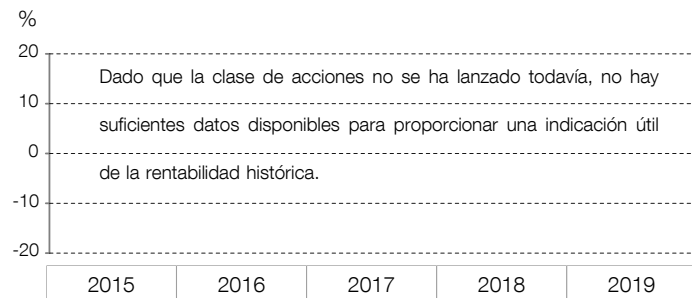 %
20
Dado que la clase de acciones no se ha lanzado todavía, no hay
10
suficientes datos disponibles para proporcionar una indicación útil
0
de la rentabilidad histórica.
-10
-20
2015 2016 2017 2018 2019